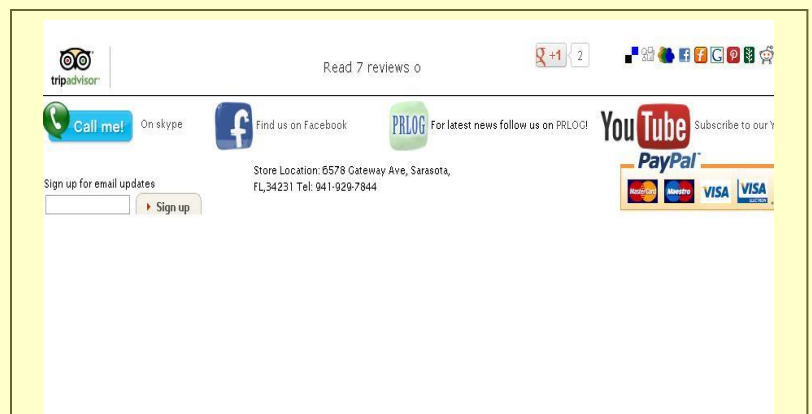 tripadvisor
Read 7 reviews o
g +1 2
Call me! On skype
f Find us on Facebook
PRLOG For latest news follow us on PRLOG!
You Tube Subscribe to our Y
Sign up for email updates
Sign up
Store Location: 6578 Gateway Ave, Sarasota,
FL,34231 Tel: 941-929-7844
PayPal
MasterCard Maestro VISA VISA